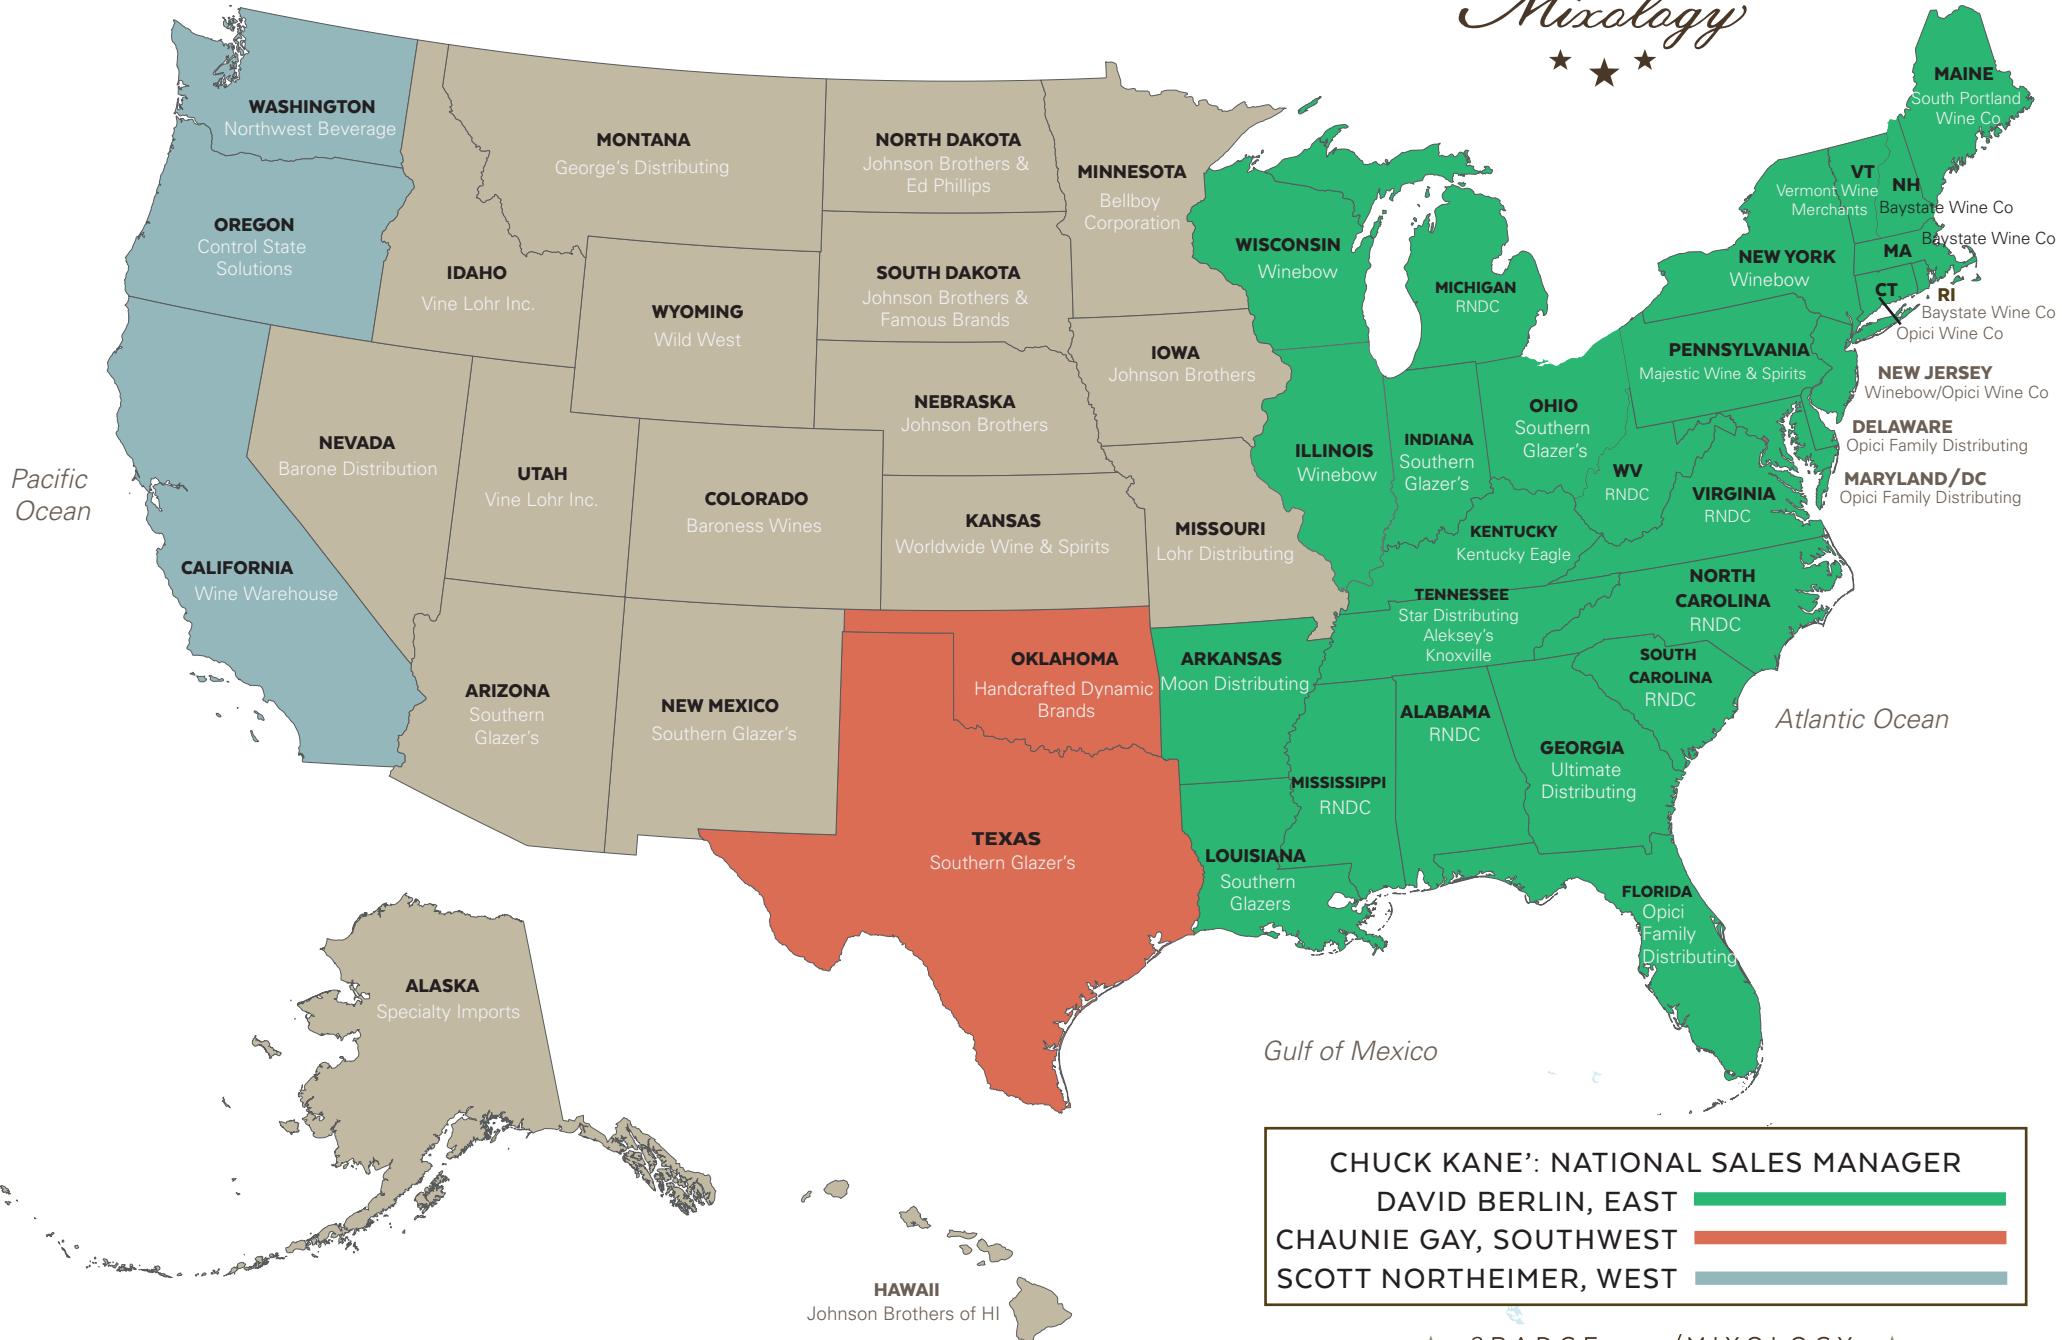 Mixology
MAINE
South Portland
Wine Co
WASHINGTON
Northwest Beverage
MONTANA
George's Distributing
NORTH DAKOTA
Johnson Brothers &
Ed Phillips
MINNESOTA
Bellboy
Corporation
VT
Vermont Wine
Merchants
NH
Baystate Wine Co
OREGON
Control State
Solutions
IDAHO
Vine Lohr Inc.
WYOMING
Wild West
SOUTH DAKOTA
Johnson Brothers &
Famous Brands
WISCONSIN
Winebow
MICHIGAN
RNDC
NEW YORK
Winebow
Baystate Wine Co
MA
CT
RI
Baystate Wine Co
Opici Wine Co
IOWA
Johnson Brothers
PENNSYLVANIA
Majestic Wine & Spirits
NEW JERSEY
Winebow/Opici Wine Co
NEBRASKA
Johnson Brothers
OHIO
Southern
Glazer's
DELAWARE
Opici Family Distributing
NEVADA
Barone Distribution
UTAH
Vine Lohr Inc.
COLORADO
Baroness Wines
ILLINOIS
Winebow
INDIANA
Southern
Glazer's
WV
RNDC
VIRGINIA
RNDC
MARYLAND/DC
Opici Family Distributing
Pacific
Ocean
KANSAS
Worldwide Wine & Spirits
MISSOURI
Lohr Distributing
KENTUCKY
Kentucky Eagle
CALIFORNIA
Wine Warehouse
TENNESSEE
Star Distributing
Aleksey's
Knoxville
NORTH
CAROLINA
RNDC
OKLAHOMA
Handcrafted Dynamic
Brands
ARKANSAS
Moon Distributing
SOUTH
CAROLINA
RNDC
ARIZONA
Southern
Glazer's
NEW MEXICO
Southern Glazer's
ALABAMA
RNDC
Atlantic Ocean
GEORGIA
Ultimate
Distributing
MISSISSIPPI
RNDC
TEXAS
Southern Glazer's
LOUISIANA
Southern
Glazers
FLORIDA
Opici
Family
Distributing
ALASKA
Specialty Imports
Gulf of Mexico
HAWAII
Johnson Brothers of HI
CHUCK KANE’: NATIONAL SALES MANAGER
DAVID BERLIN, EAST
CHAUNIE GAY, SOUTHWEST
SCOTT NORTHEIMER, WEST